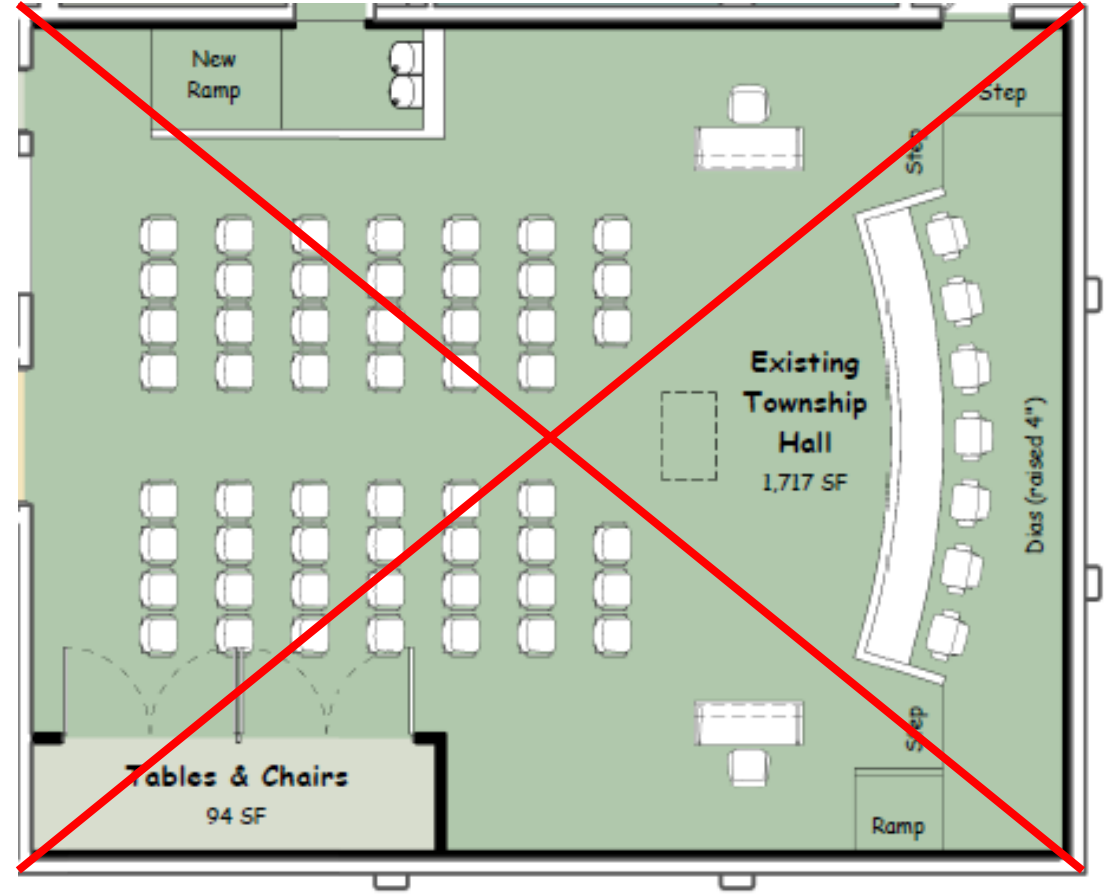 New
Ramp
Step
Step
Existing
Township
Hall
1,717 SF
Dias (raised 4")
Step
Tables & Chairs
94 SF
Ramp